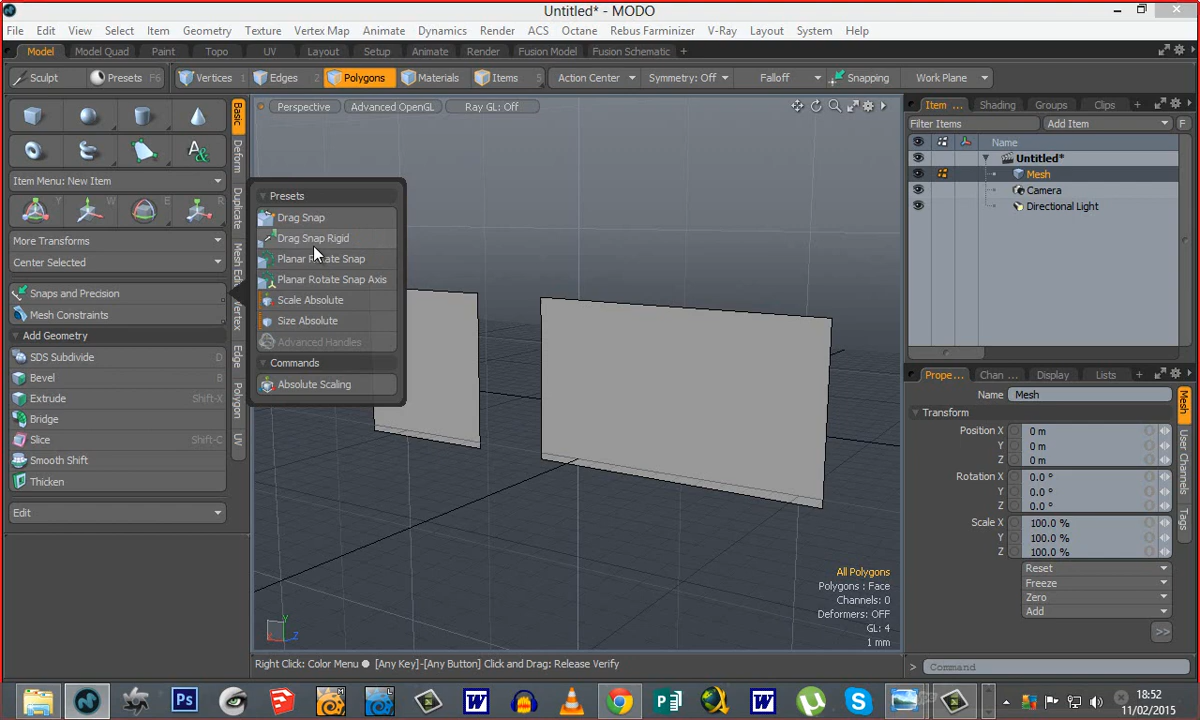 Untitled* - MODO
File Edit View Select Item Geometry Texture Vertex Map Animate Dynamics Render ACS Octane Rebus Farminizer V-Ray Layout System Help
Model Model Quad Paint Topo UV Layout Setup Animate Render Fusion Model Fusion Schematic +
Sculpt Presets F6 Vertices 1 Edges 2 Polygons Materials Items 5 Action Center Symmetry: Off Falloff Snapping Work Plane
Perspective Advanced OpenGL Ray GL: Off
Item ... Shading Groups Clips +
Filter Items Add Item F
Name
Untitled*
Mesh
Camera
Directional Light
Basic
Deform
Duplicate
Mesh Edit
Vertex
Edge
Polygon
UV
Item Menu: New Item
More Transforms
Center Selected
Snaps and Precision
Mesh Constraints
Add Geometry
SDS Subdivide D
Bevel B
Extrude Shift-X
Bridge
Slice Shift-C
Smooth Shift
Thicken
Edit
Presets
Drag Snap
Drag Snap Rigid
Planar Rotate Snap
Planar Rotate Snap Axis
Scale Absolute
Size Absolute
Advanced Handles
Commands
Absolute Scaling
All Polygons
Polygons : Face
Channels: 0
Deformers: OFF
GL: 4
1 mm
Y
X Z
Prope... Chan ... Display Lists +
Name Mesh
Transform
Position X 0 m
Y 0 m
Z 0 m
Rotation X 0.0 °
Y 0.0 °
Z 0.0 °
Scale X 100.0 %
Y 100.0 %
Z 100.0 %
Reset
Freeze
Zero
Add
>>
Mesh
User Channels
Tags
Right Click: Color Menu ● [Any Key]-[Any Button] Click and Drag: Release Verify
> Command
18:52
11/02/2015